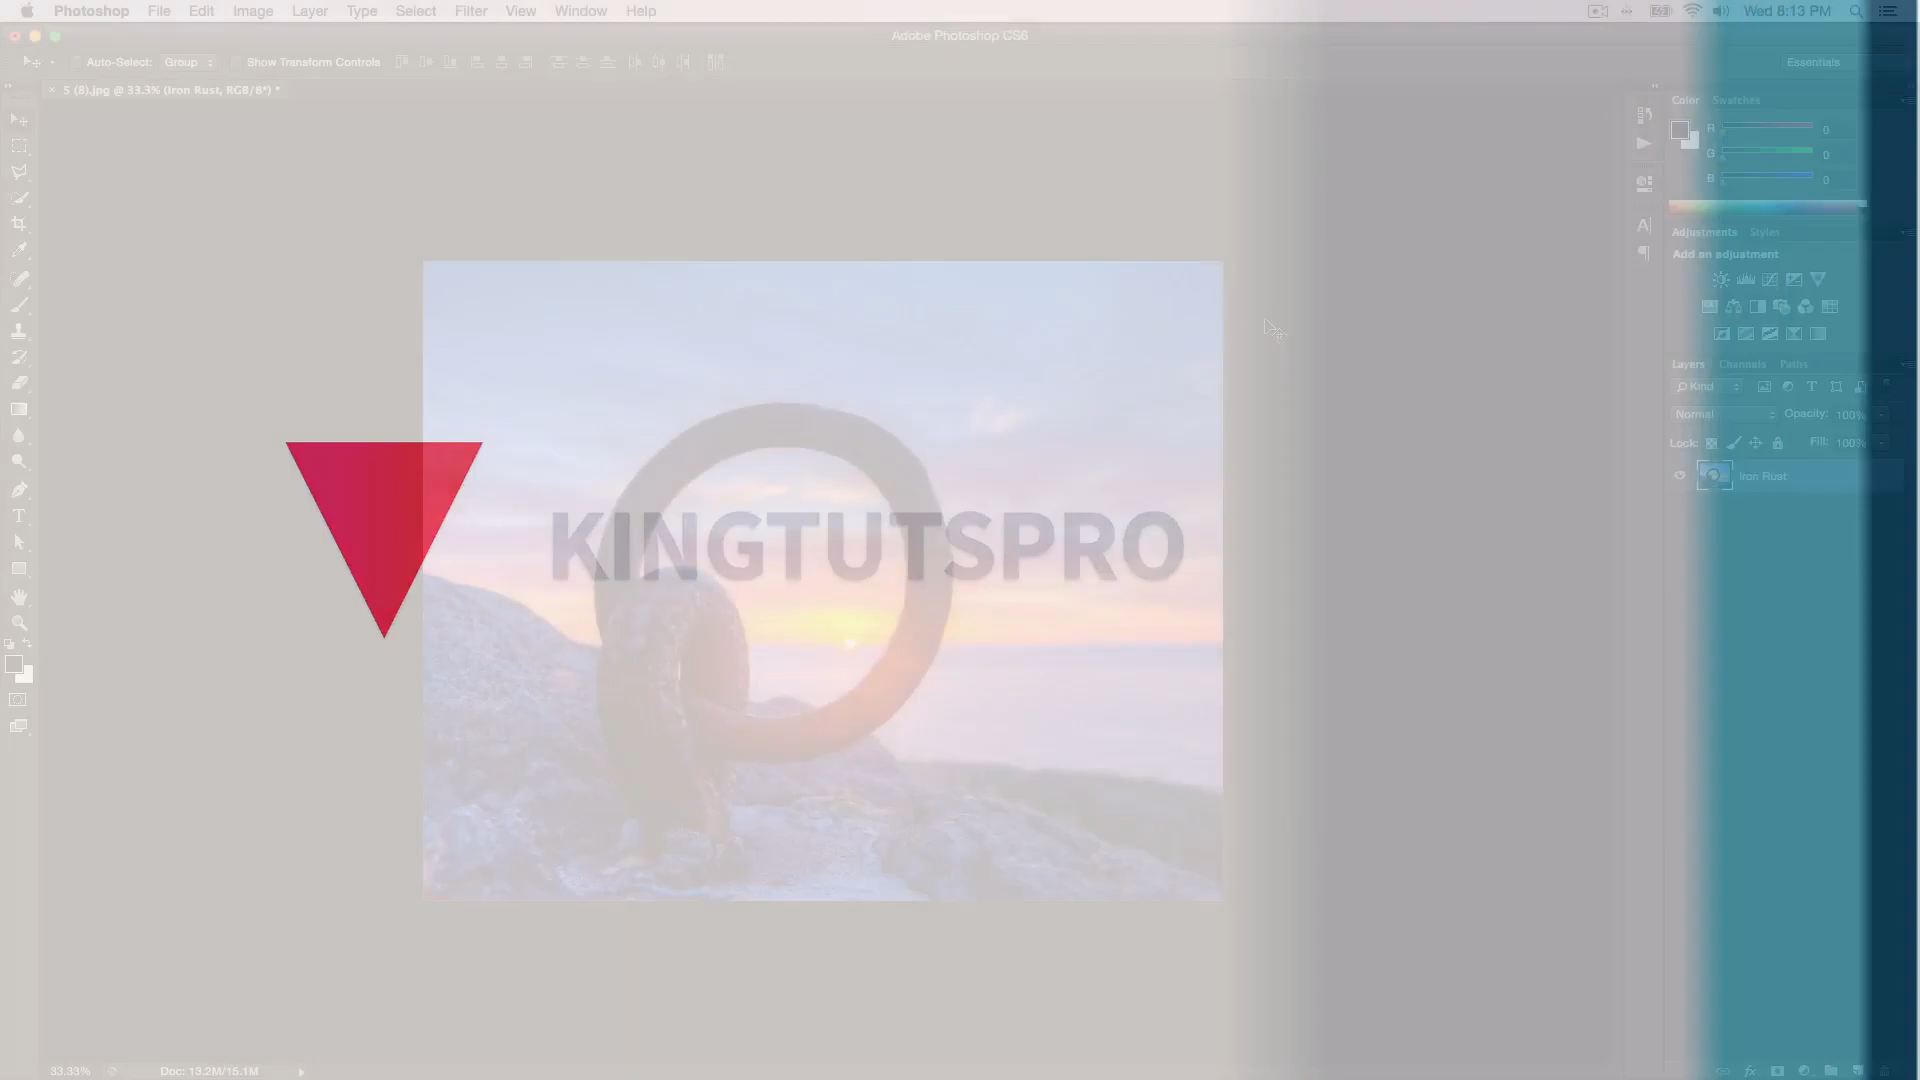 Photoshop File Edit Image Layer Type Select Filter View Window Help Wed 8:13 PM
Adobe Photoshop CS6
Auto-Select: Group Show Transform Controls Essentials
5 (8).jpg @ 33.3% (Iron Rust, RGB/8*) *
Color Swatches
R 0
G 0
B 0
Adjustments Styles
Add an adjustment
Layers Channels Paths
Kind
Normal Opacity: 100%
Lock: Fill: 100%
Iron Rust
KINGTUTSPRO
33.33% Doc: 13.2M/15.1M